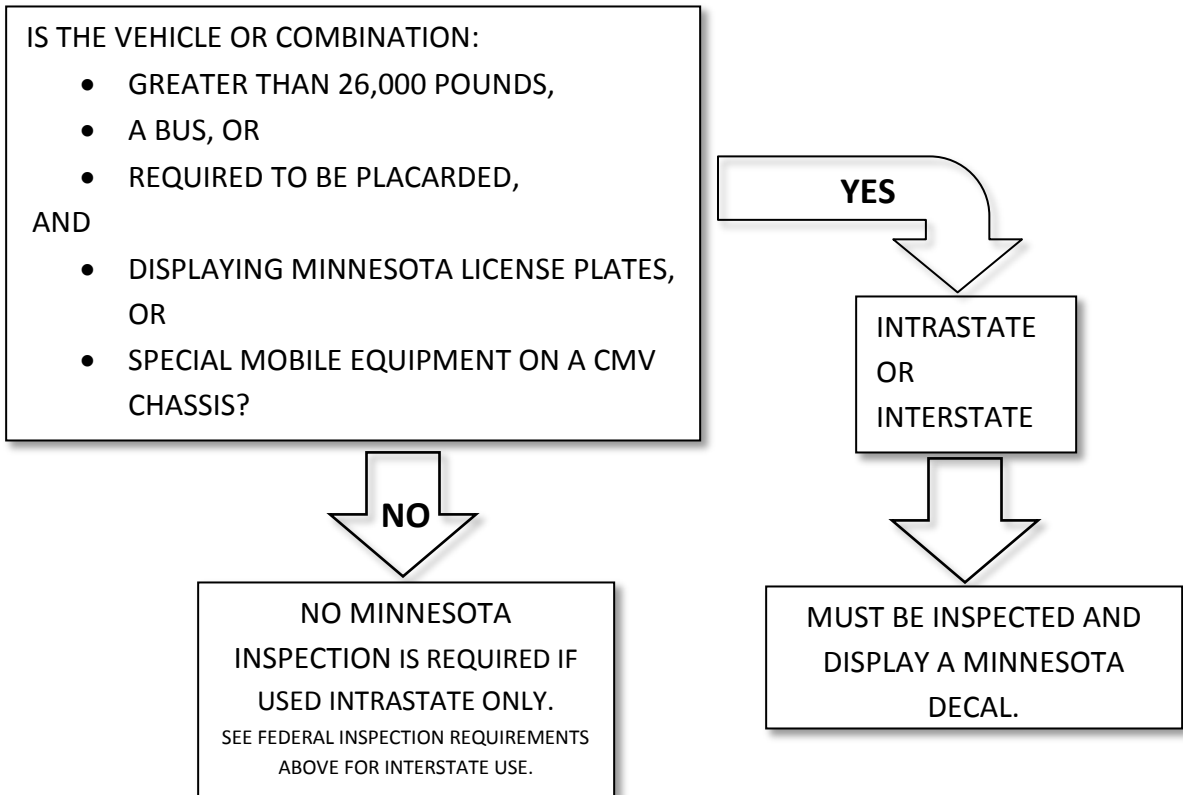 IS THE VEHICLE OR COMBINATION:
• GREATER THAN 26,000 POUNDS,
• A BUS, OR
• REQUIRED TO BE PLACARDED,
AND
• DISPLAYING MINNESOTA LICENSE PLATES,
OR
• SPECIAL MOBILE EQUIPMENT ON A CMV
CHASSIS?
YES
INTRASTATE
OR
INTERSTATE
MUST BE INSPECTED AND
DISPLAY A MINNESOTA
DECAL.
NO
NO MINNESOTA
INSPECTION IS REQUIRED IF
USED INTRASTATE ONLY.
SEE FEDERAL INSPECTION REQUIREMENTS
ABOVE FOR INTERSTATE USE.